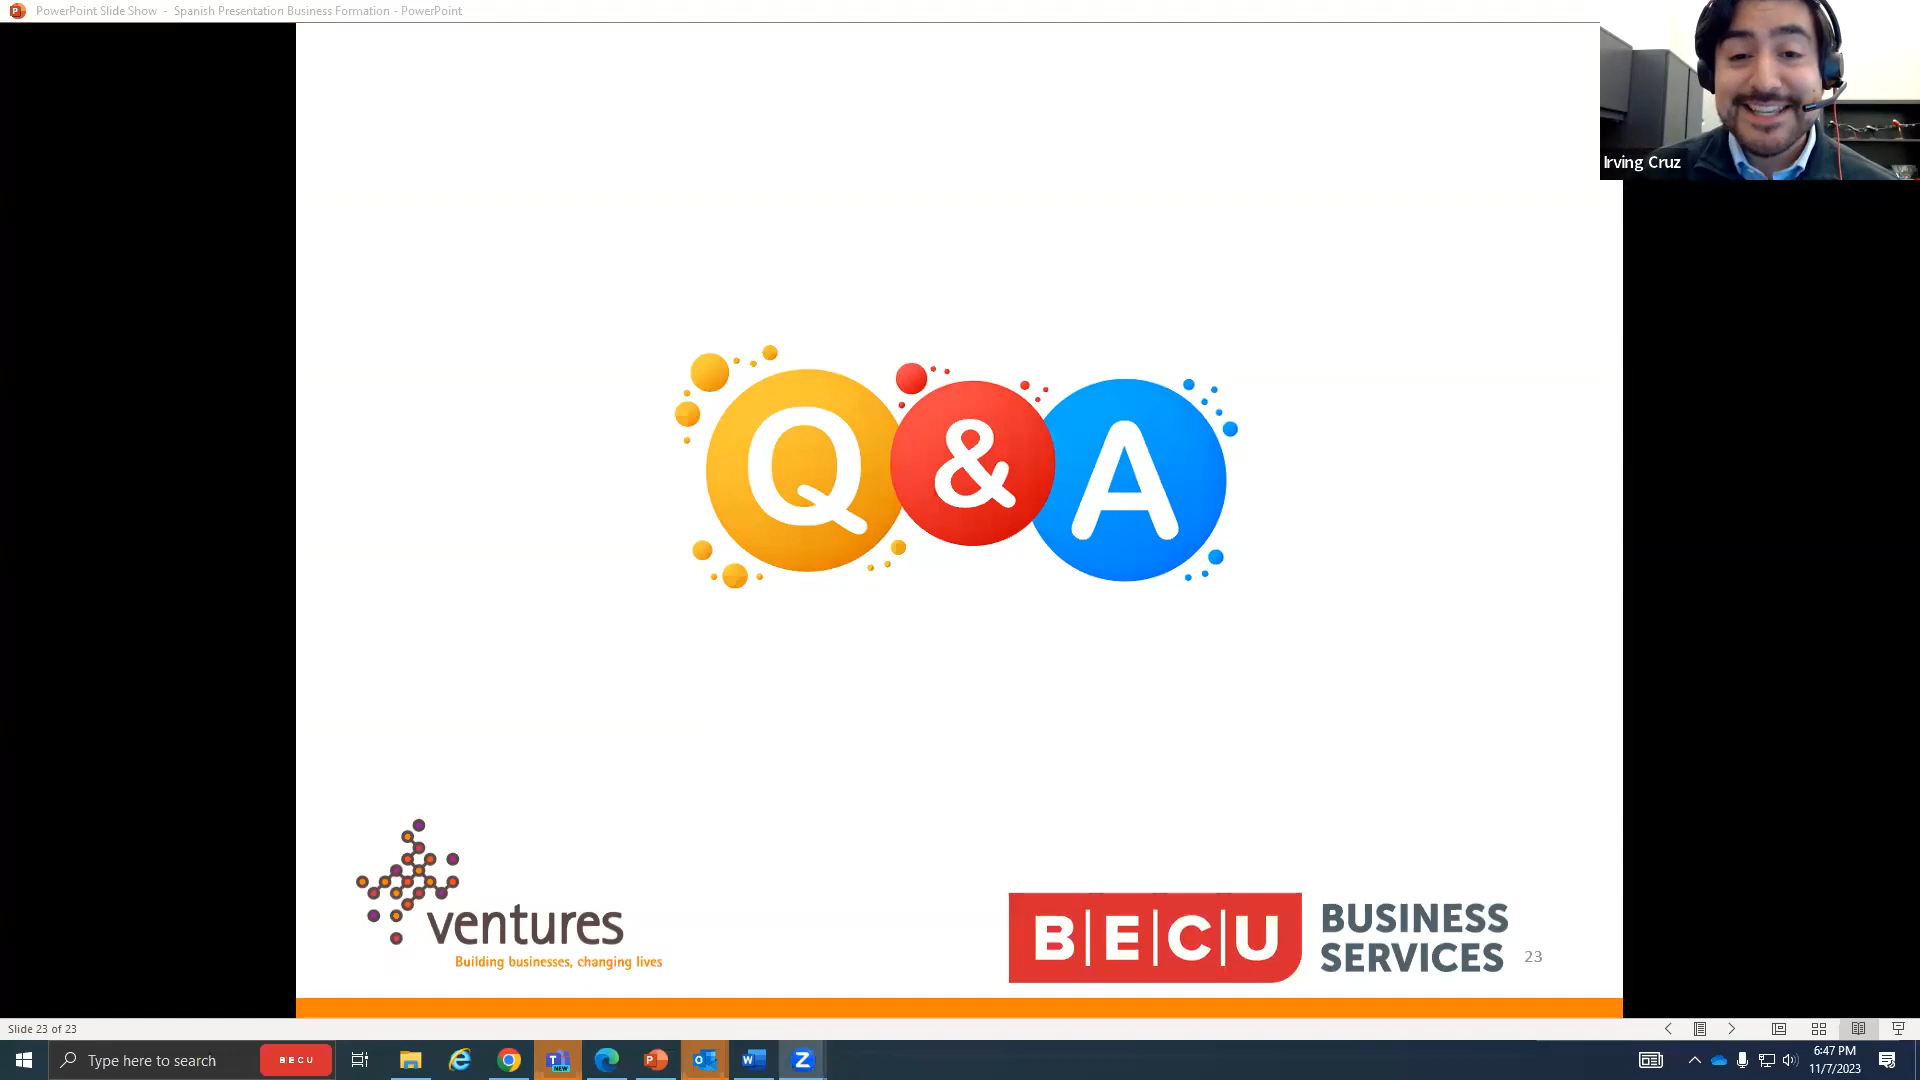 PowerPoint Slide Show - Spanish Presentation Business Formation - PowerPoint
Irving Cruz
Q & A
ventures
Building businesses, changing lives
B|E|C|U BUSINESS
SERVICES
23
Slide 23 of 23
Type here to search
BECU
NEW
6:47 PM
11/7/2023